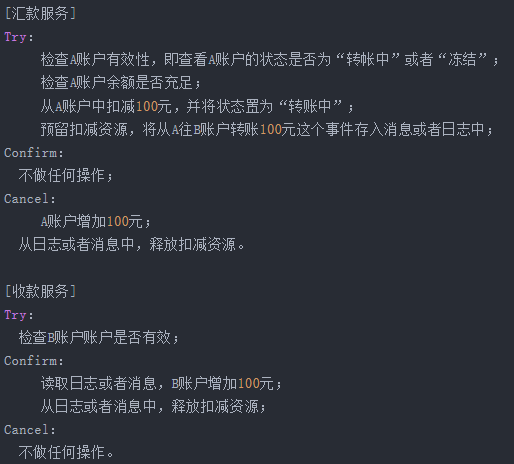 [汇款服务]
Try:
检查A账户有效性，即查看A账户的状态是否为“转帐中”或者“冻结”；
检查A账户余额是否充足；
从A账户中扣减100元，并将状态置为“转账中”；
预留扣减资源，将从A往B账户转账100元这个事件存入消息或者日志中；
Confirm:
不做任何操作；
Cancel:
A账户增加100元；
从日志或者消息中，释放扣减资源。
[收款服务]
Try:
检查B账户账户是否有效；
Confirm:
读取日志或者消息，B账户增加100元；
从日志或者消息中，释放扣减资源；
Cancel:
不做任何操作。